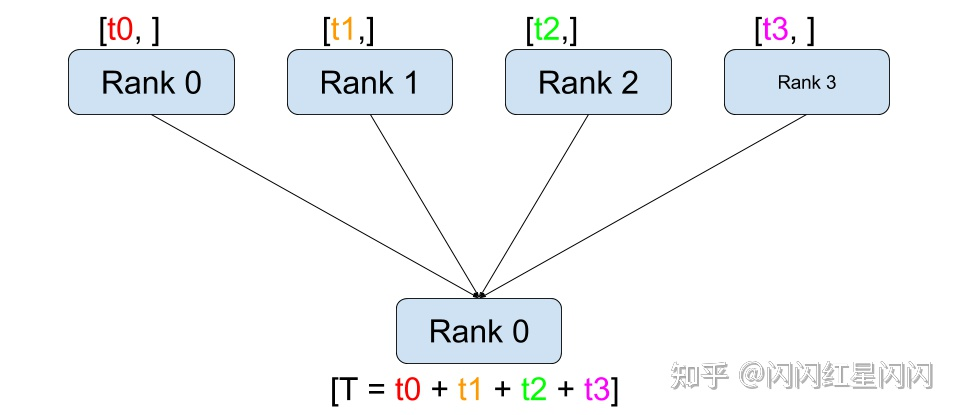 [t0, ] [t1,] [t2,] [t3, ]
Rank 0 Rank 1 Rank 2 Rank 3
Rank 0
[T = t0 + t1 + t2 + t3]
知乎 @闪闪红星闪闪